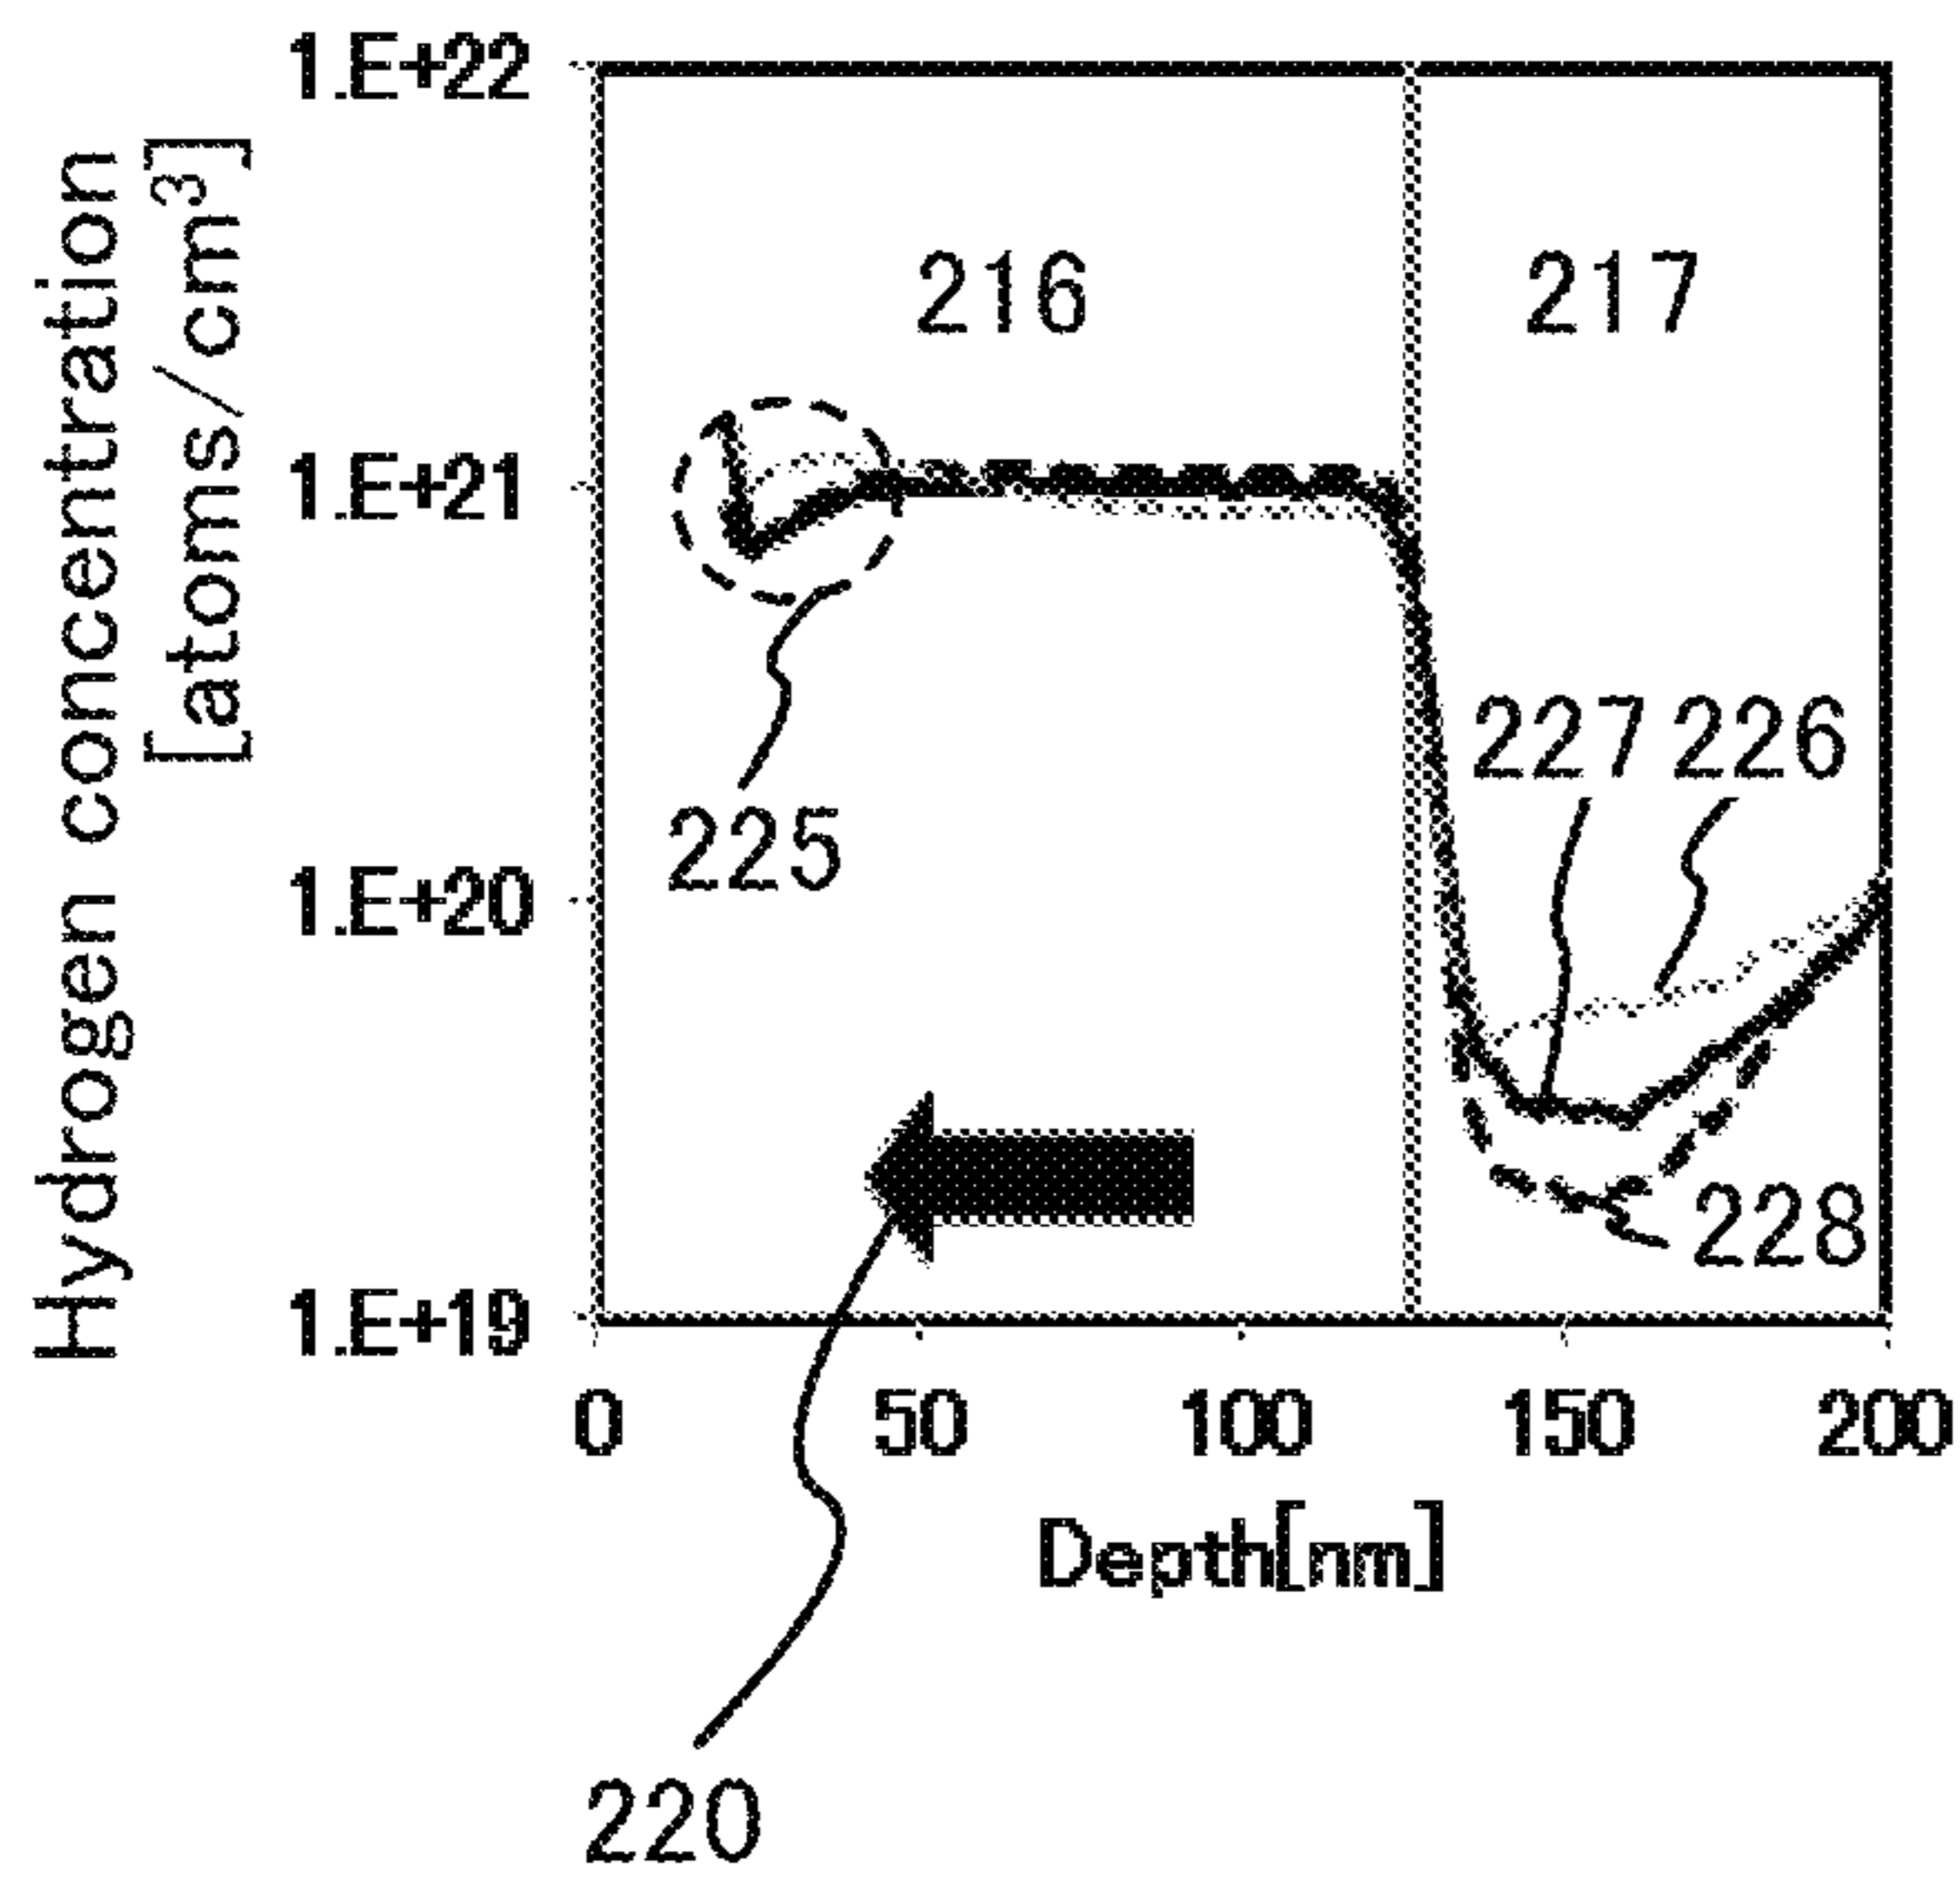 Hydrogen concentration
[atoms/cm³]
1.E+22
1.E+21
1.E+20
1.E+19
216
217
225
227
226
228
0
50
100
150
200
Depth[nm]
220